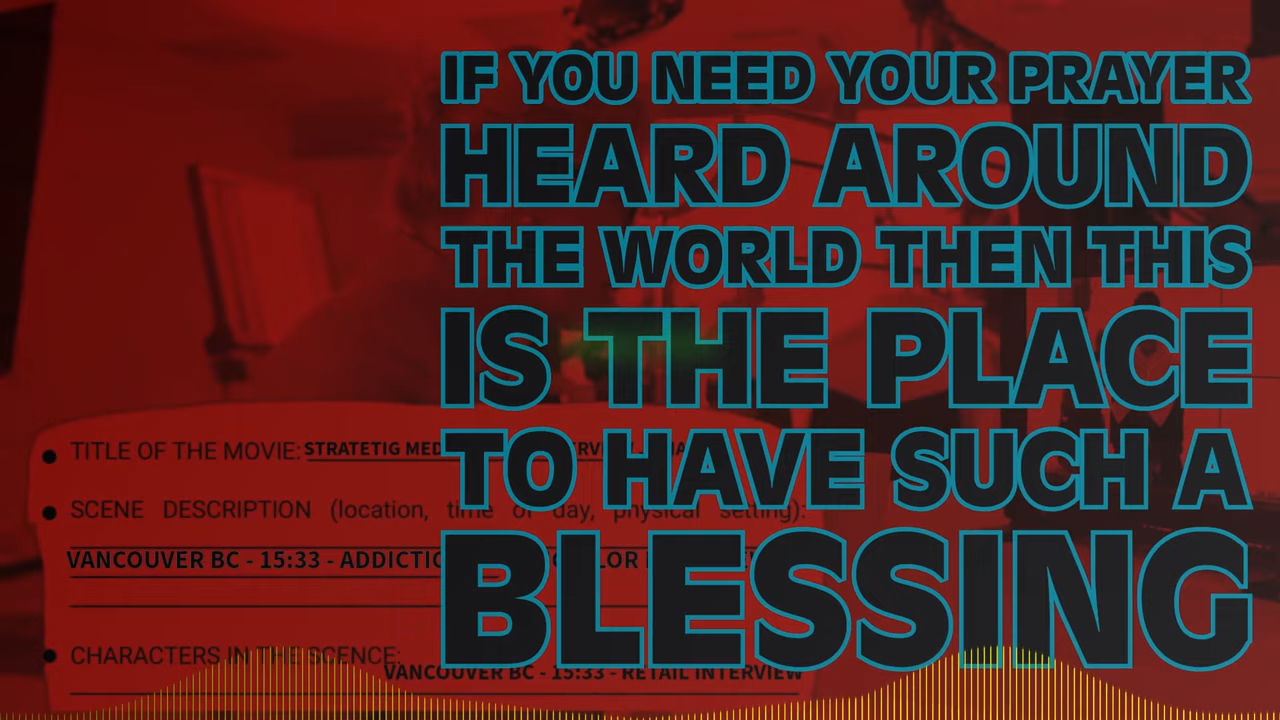 IF YOU NEED YOUR PRAYER
HEARD AROUND
THE WORLD THEN THIS
IS THE PLACE
TO HAVE SUCH A
BLESSING
TITLE OF THE MOVIE: STRATETIG
SCENE DESCRIPTION (location, time of day, physical setting):
VANCOUVER BC - 15:33 -
CHARACTERS IN THE SCENCE:
VANCOUVER BC - 15:33 - RETAIL INTERVIEW